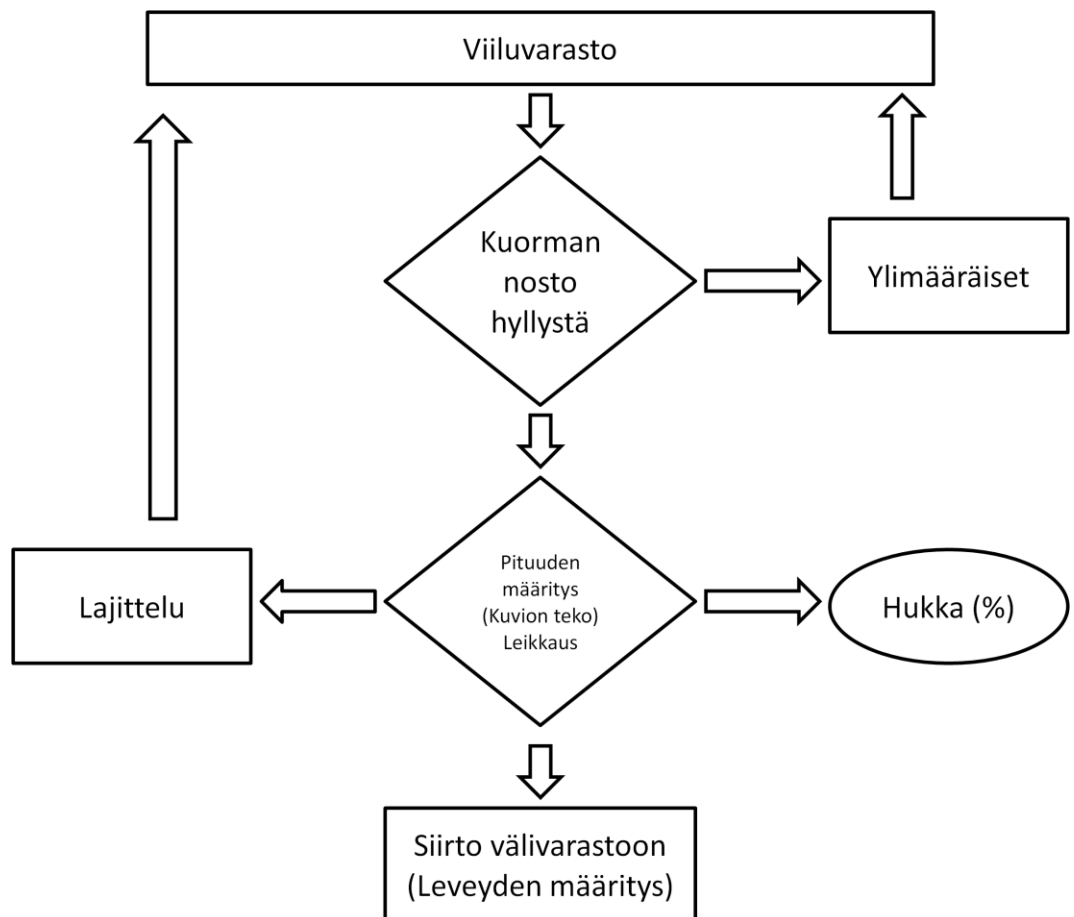 Viiluvarasto
Kuorman
nosto
hyllystä
Ylimääräiset
Pituuden
määritys
(Kuvion teko)
Leikkaus
Lajittelu
Hukka (%)
Siirto välivarastoon
(Leveyden määritys)